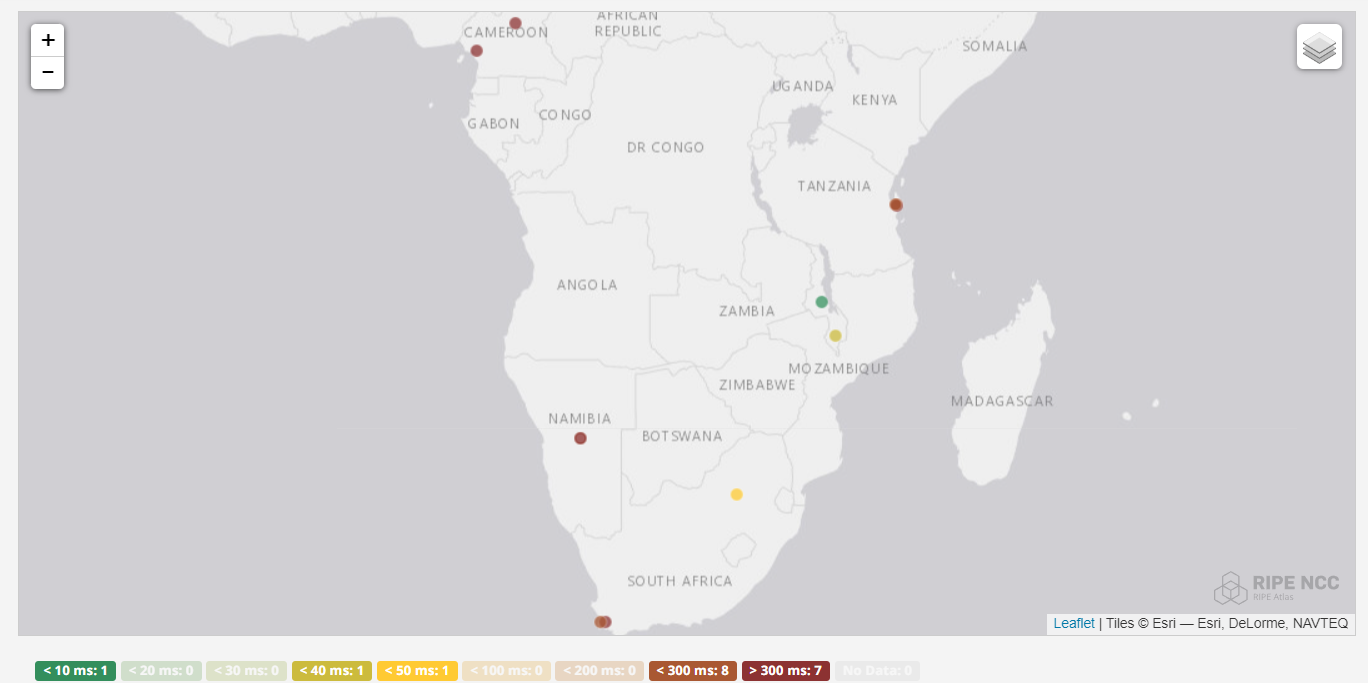 +
−
AFRICAN
REPUBLIC
CAMEROON
SOMALIA
UGANDA
KENYA
CONGO
GABON
DR CONGO
TANZANIA
ANGOLA
ZAMBIA
MOZAMBIQUE
ZIMBABWE
MADAGASCAR
NAMIBIA
BOTSWANA
SOUTH AFRICA
RIPE NCC
RIPE Atlas
Leaflet | Tiles © Esri — Esri, DeLorme, NAVTEQ
< 10 ms: 1 < 20 ms: 0 < 30 ms: 0 < 40 ms: 1 < 50 ms: 1 < 100 ms: 0 < 200 ms: 0 < 300 ms: 8 > 300 ms: 7 No Data: 0